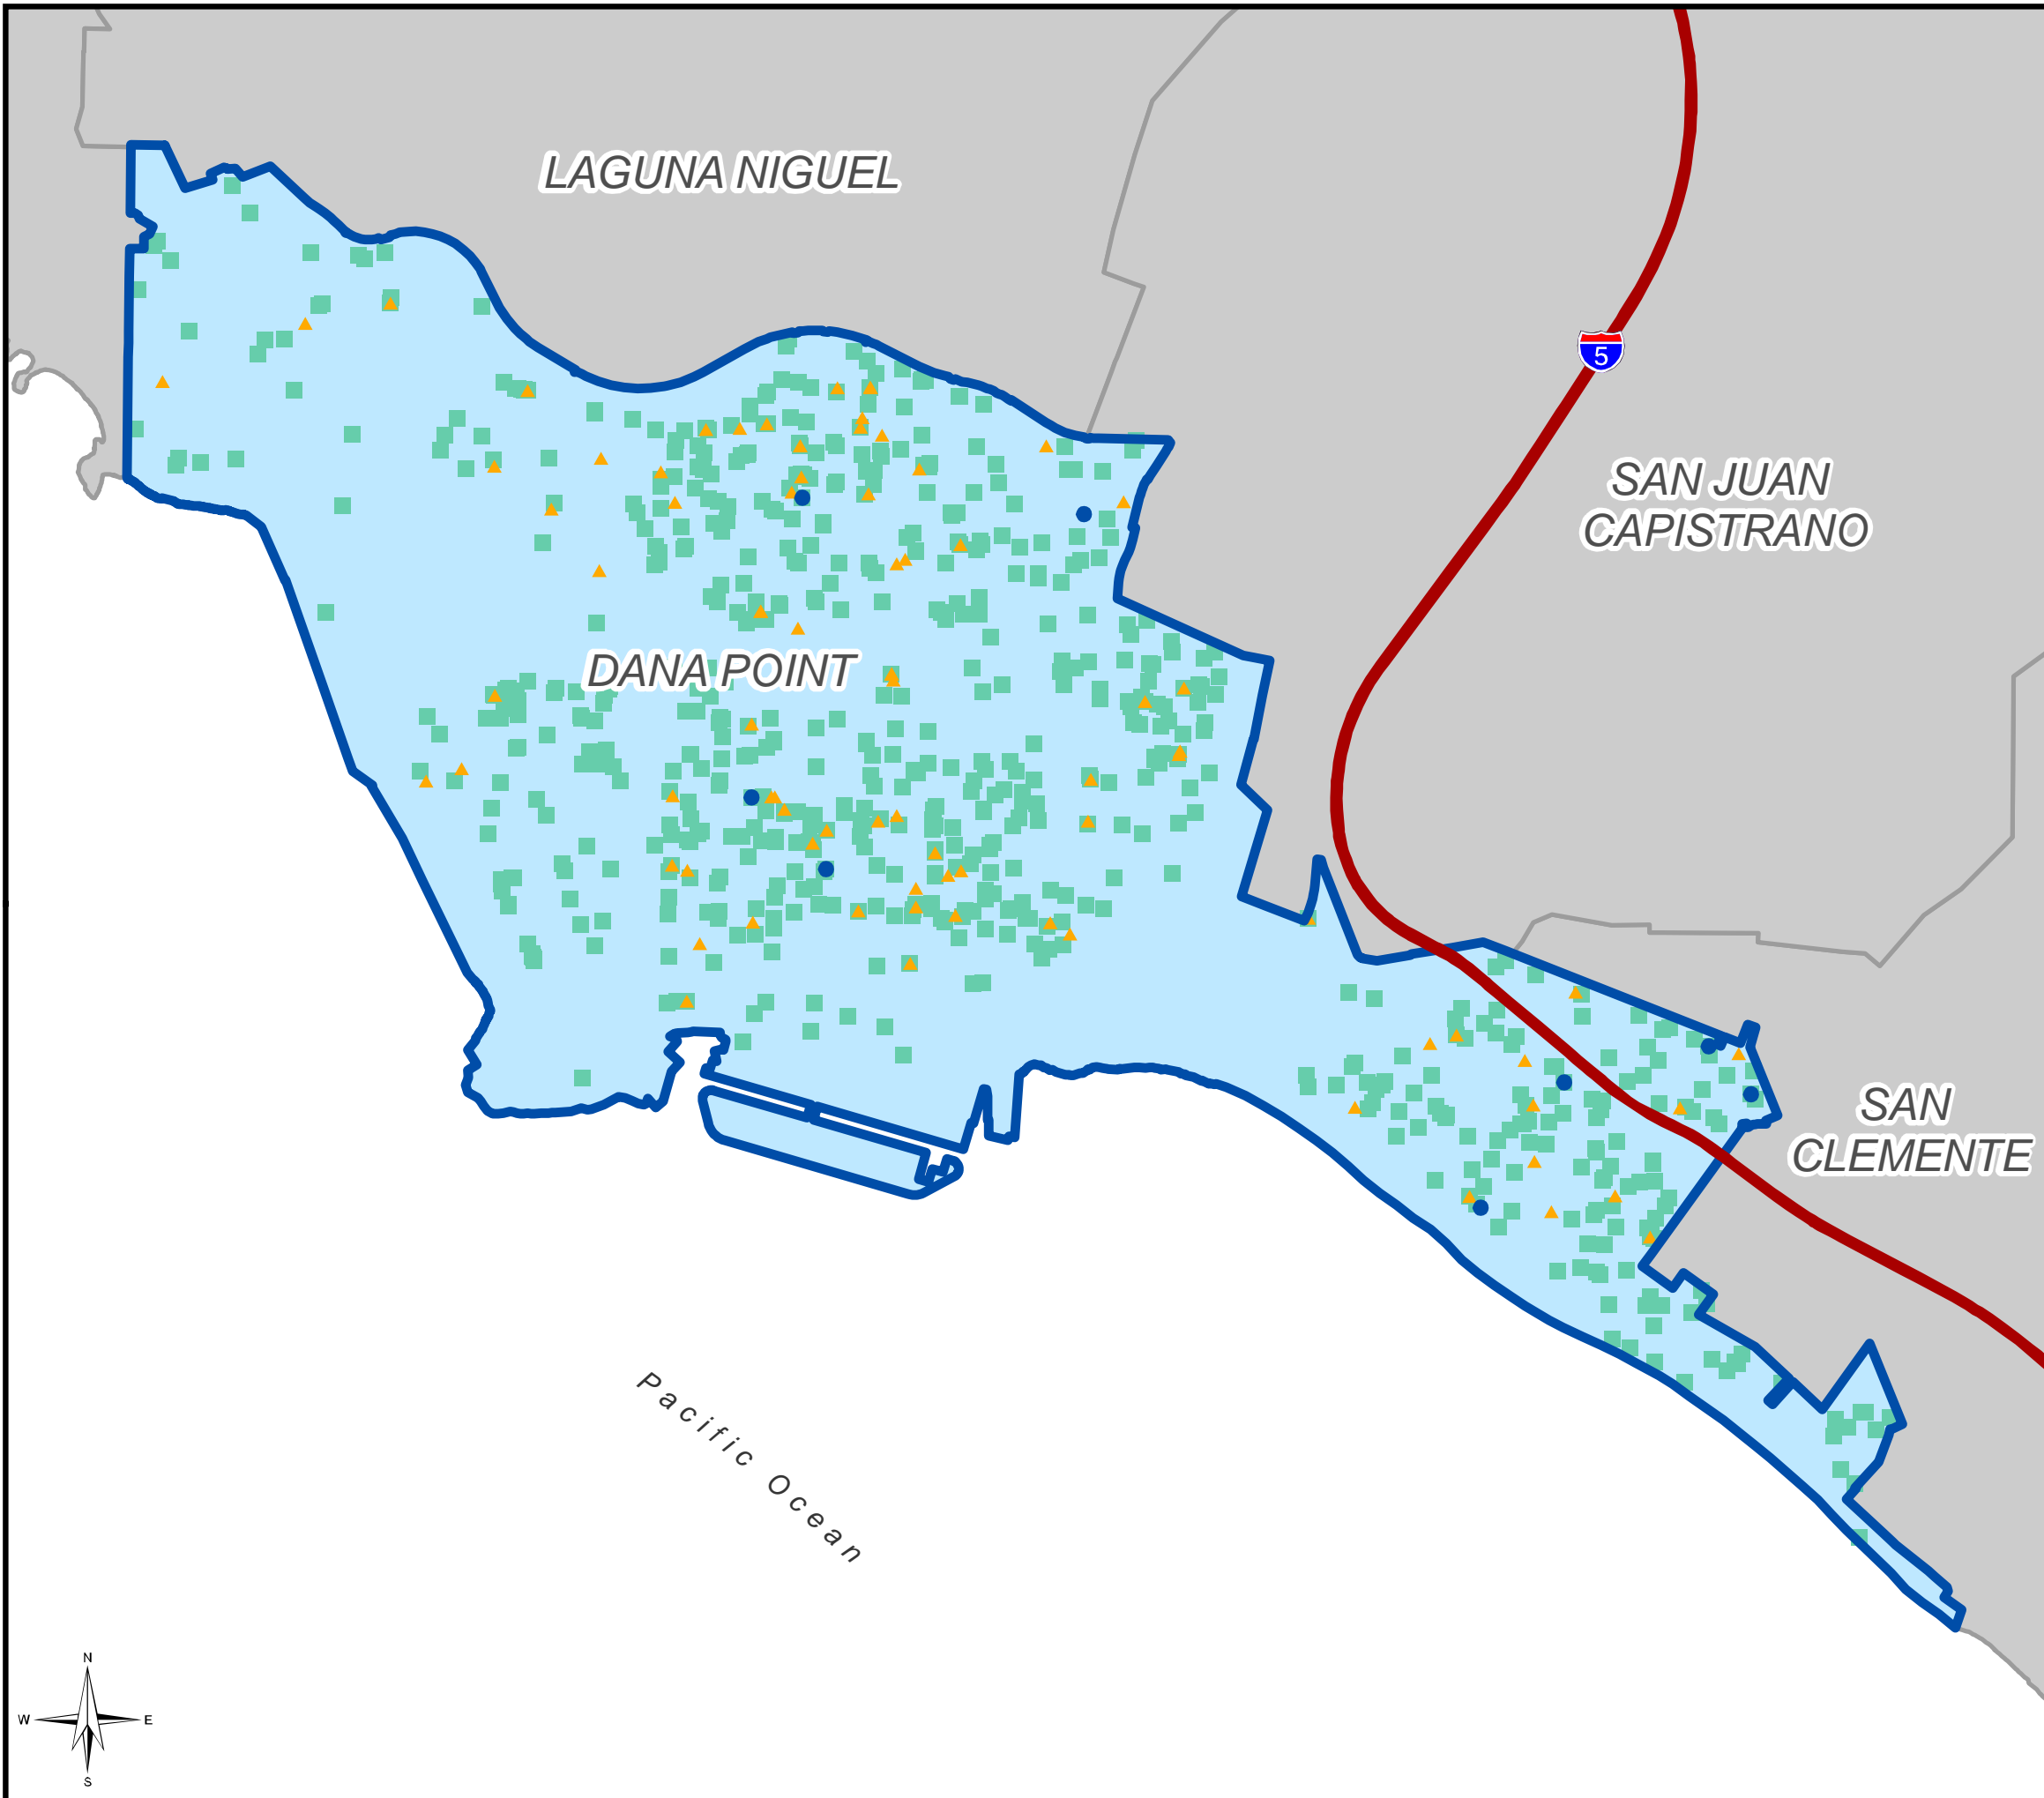 LAGUNA NIGUEL
5
SAN JUAN
CAPISTRANO
DANA POINT
SAN
CLEMENTE
Pacific Ocean
N
W E
S